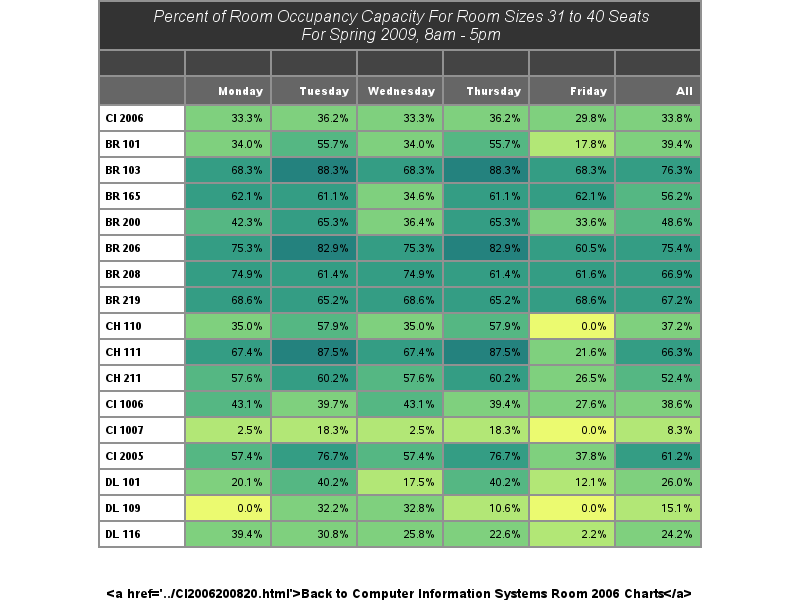 Percent of Room Occupancy Capacity For Room Sizes 31 to 40 Seats
For Spring 2009, 8am - 5pm
Monday Tuesday Wednesday Thursday Friday All
CI 2006 33.3% 36.2% 33.3% 36.2% 29.8% 33.8%
BR 101 34.0% 55.7% 34.0% 55.7% 17.8% 39.4%
BR 103 68.3% 88.3% 68.3% 88.3% 68.3% 76.3%
BR 165 62.1% 61.1% 34.6% 61.1% 62.1% 56.2%
BR 200 42.3% 65.3% 36.4% 65.3% 33.6% 48.6%
BR 206 75.3% 82.9% 75.3% 82.9% 60.5% 75.4%
BR 208 74.9% 61.4% 74.9% 61.4% 61.6% 66.9%
BR 219 68.6% 65.2% 68.6% 65.2% 68.6% 67.2%
CH 110 35.0% 57.9% 35.0% 57.9% 0.0% 37.2%
CH 111 67.4% 87.5% 67.4% 87.5% 21.6% 66.3%
CH 211 57.6% 60.2% 57.6% 60.2% 26.5% 52.4%
CI 1006 43.1% 39.7% 43.1% 39.4% 27.6% 38.6%
CI 1007 2.5% 18.3% 2.5% 18.3% 0.0% 8.3%
CI 2005 57.4% 76.7% 57.4% 76.7% 37.8% 61.2%
DL 101 20.1% 40.2% 17.5% 40.2% 12.1% 26.0%
DL 109 0.0% 32.2% 32.8% 10.6% 0.0% 15.1%
DL 116 39.4% 30.8% 25.8% 22.6% 2.2% 24.2%
&lt;a href='../CI2006200820.html'&gt;Back to Computer Information Systems Room 2006 Charts&lt;/a&gt;